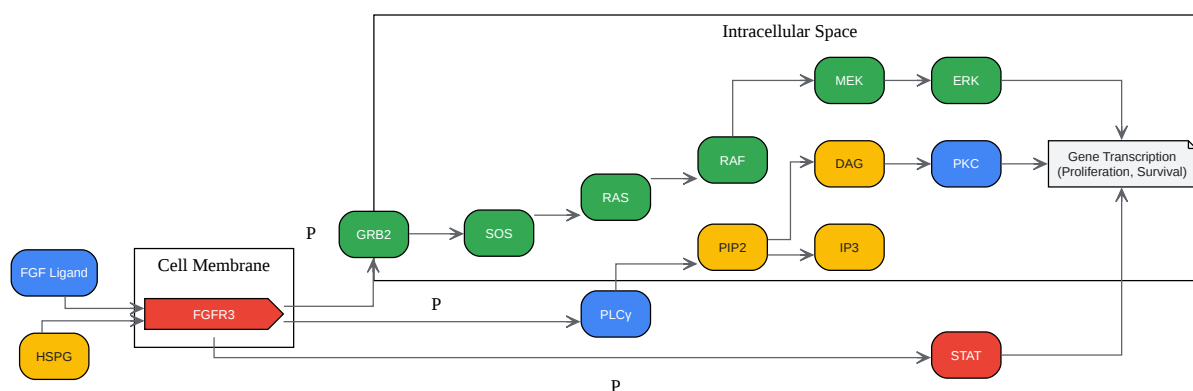 Intracellular Space
MEK
ERK
RAF
DAG
PKC
Gene Transcription
(Proliferation, Survival)
RAS
P
GRB2
SOS
PIP2
IP3
Cell Membrane
FGF Ligand
FGFR3
P
PLCγ
HSPG
STAT
P